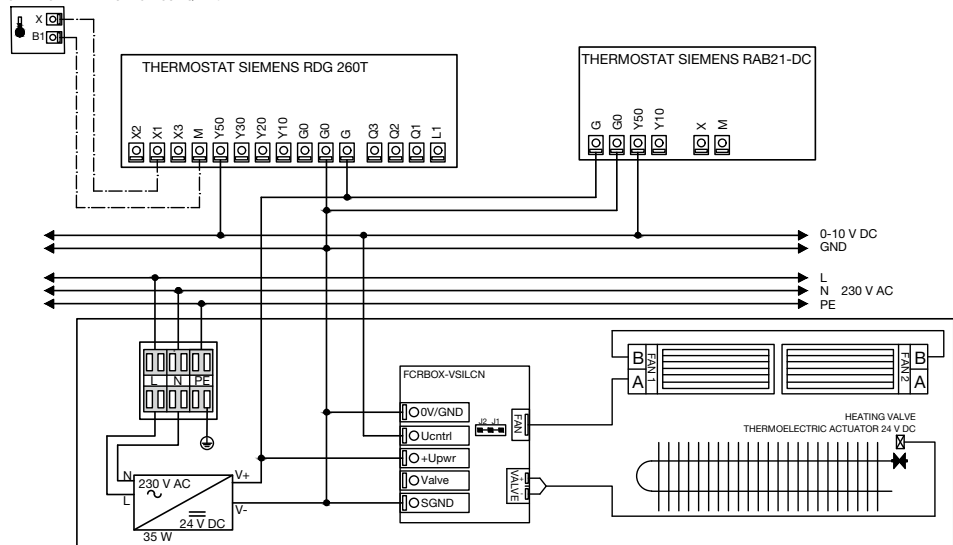 X
B1
THERMOSTAT SIEMENS RDG 260T
X2 X1 X3 M Y50 Y30 Y20 Y10 G0 G0 G Q3 Q2 Q1 L1
THERMOSTAT SIEMENS RAB21-DC
G G0 Y50 Y10 X M
0-10 V DC
GND
L
N 230 V AC
PE
L N PE
N
L
230 V AC
24 V DC
35 W
V+
V-
FCRBOX-VSILCN
0V/GND
Ucntrl
+Upwr
Valve
SGND
J2 J1
FAN
VALVE
+
-
B
A
FAN 1
FAN 2
B
A
HEATING VALVE
THERMOELECTRIC ACTUATOR 24 V DC